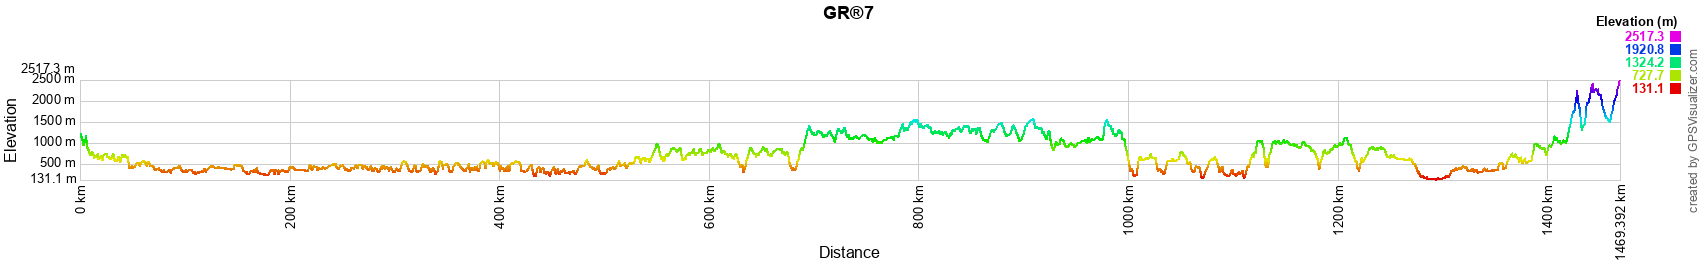 GR®7
Elevation (m)
2517.3
1920.8
1324.2
727.7
131.1
2517.3 m
2500 m
2000 m
1500 m
1000 m
500 m
131.1 m
Elevation
0 km
200 km
400 km
600 km
800 km
1000 km
1200 km
1400 km
1469.392 km
Distance
created by GPSVisualizer.com